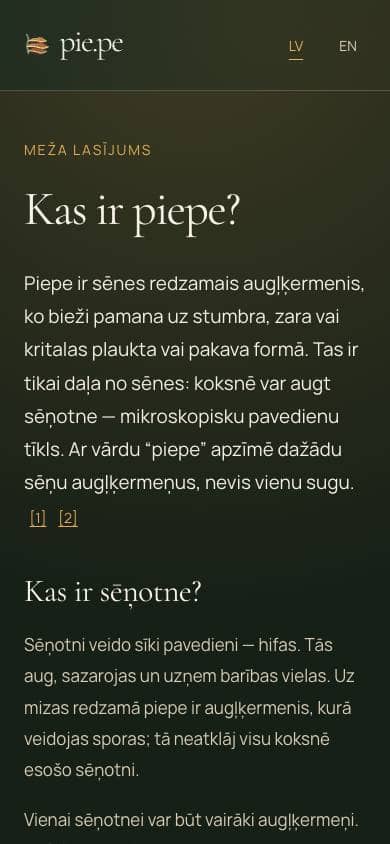 pie.pe
LV EN
MEŽA LASĪJUMS
Kas ir piepe?
Piepe ir sēnes redzamais augļķermenis,
ko bieži pamana uz stumbra, zara vai
kritalas plaukta vai pakava formā. Tas ir
tikai daļa no sēnes: koksnē var augt
sēņotne — mikroskopisku pavedienu
tīkls. Ar vārdu “piepe” apzīmē dažādu
sēņu augļķermeņus, nevis vienu sugu.
[1] [2]
Kas ir sēņotne?
Sēņotni veido sīki pavedieni — hifas. Tās
aug, sazarojas un uzņem barības vielas. Uz
mizas redzamā piepe ir augļķermenis, kurā
veidojas sporas; tā neatklāj visu koksnē
esošo sēņotni.
Vienai sēņotnei var būt vairāki augļķermeņi.